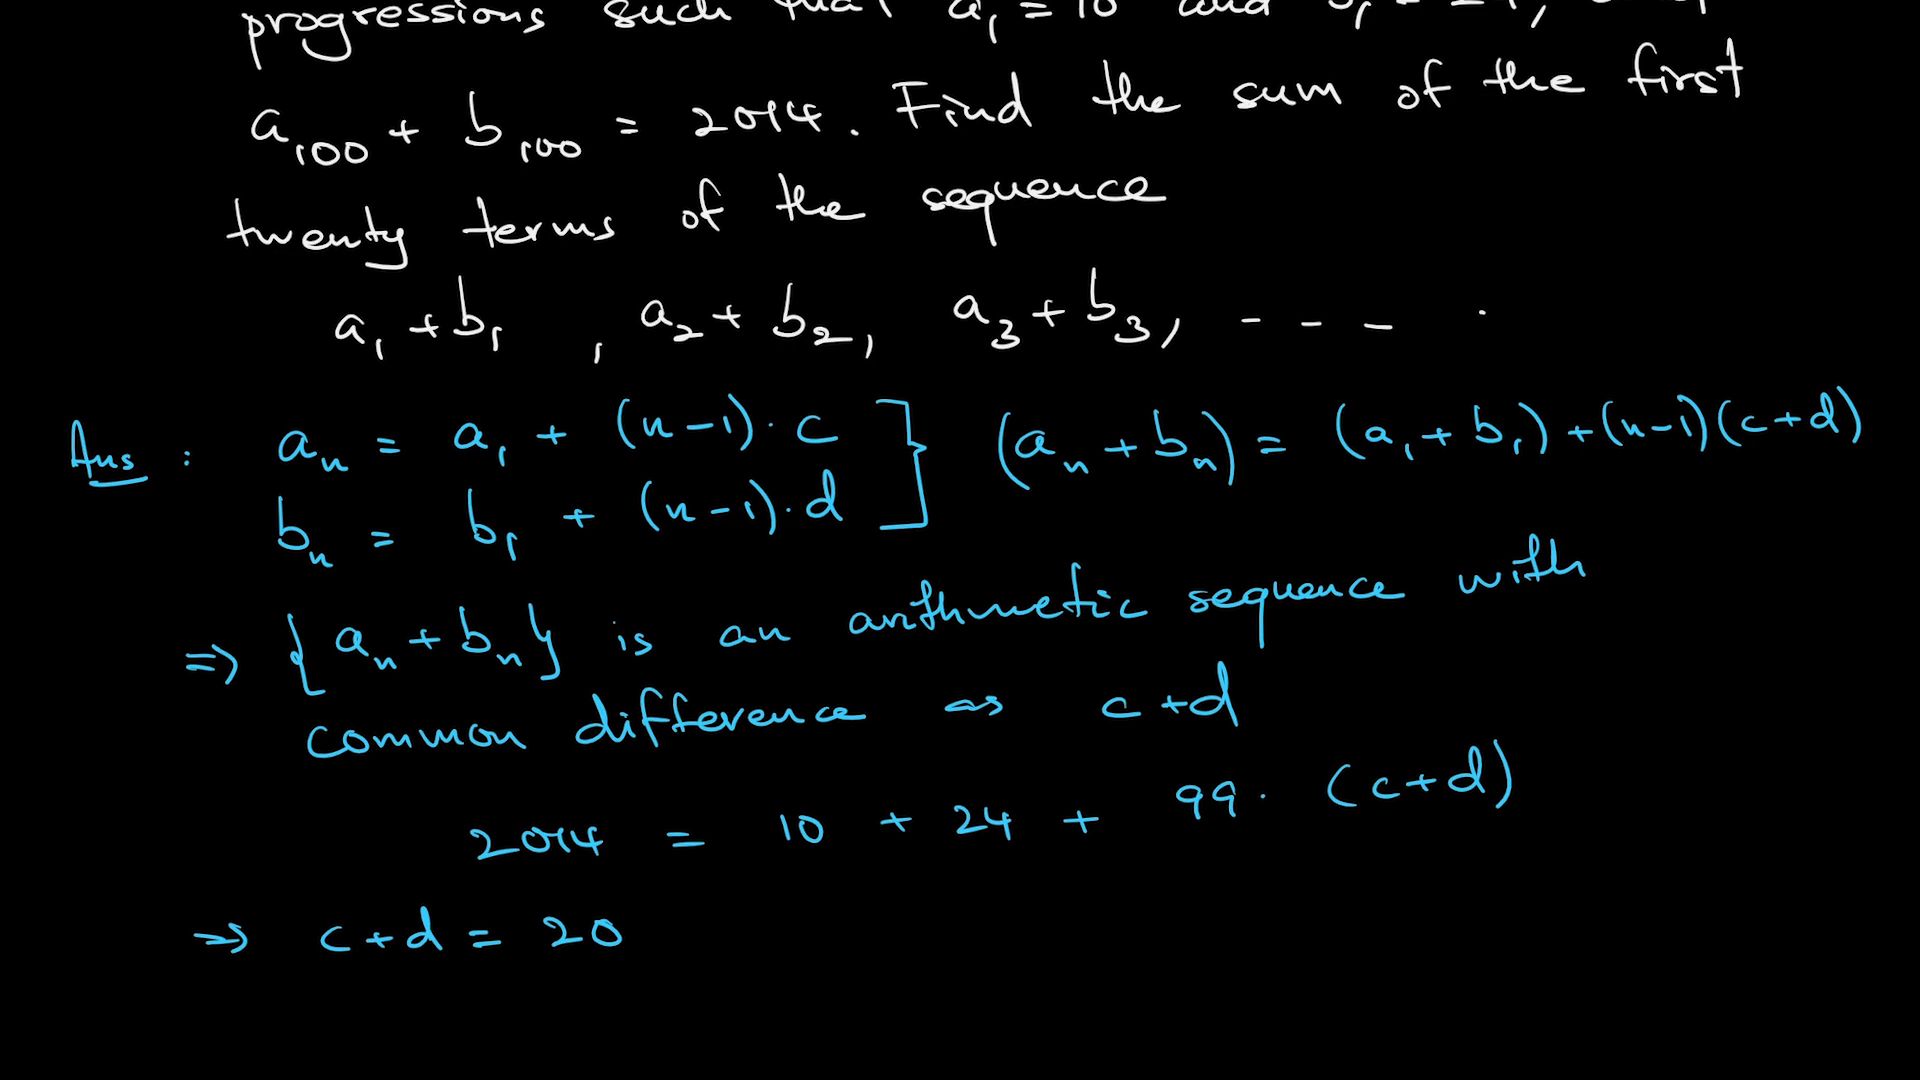 progressions such that a₁ = 10 and
a₁₀₀ + b₁₀₀ = 2014. Find the sum of the first
twenty terms of the sequence
a₁ + b₁ , a₂ + b₂, a₃ + b₃, - - - .
Ans : aₙ = a₁ + (n-1)·c ] (aₙ + bₙ) = (a₁ + b₁) + (n-1)(c+d)
bₙ = b₁ + (n-1)·d
=> {aₙ + bₙ} is an arithmetic sequence with
common difference as c+d
2014 = 10 + 24 + 99 · (c+d)
=> c+d = 20